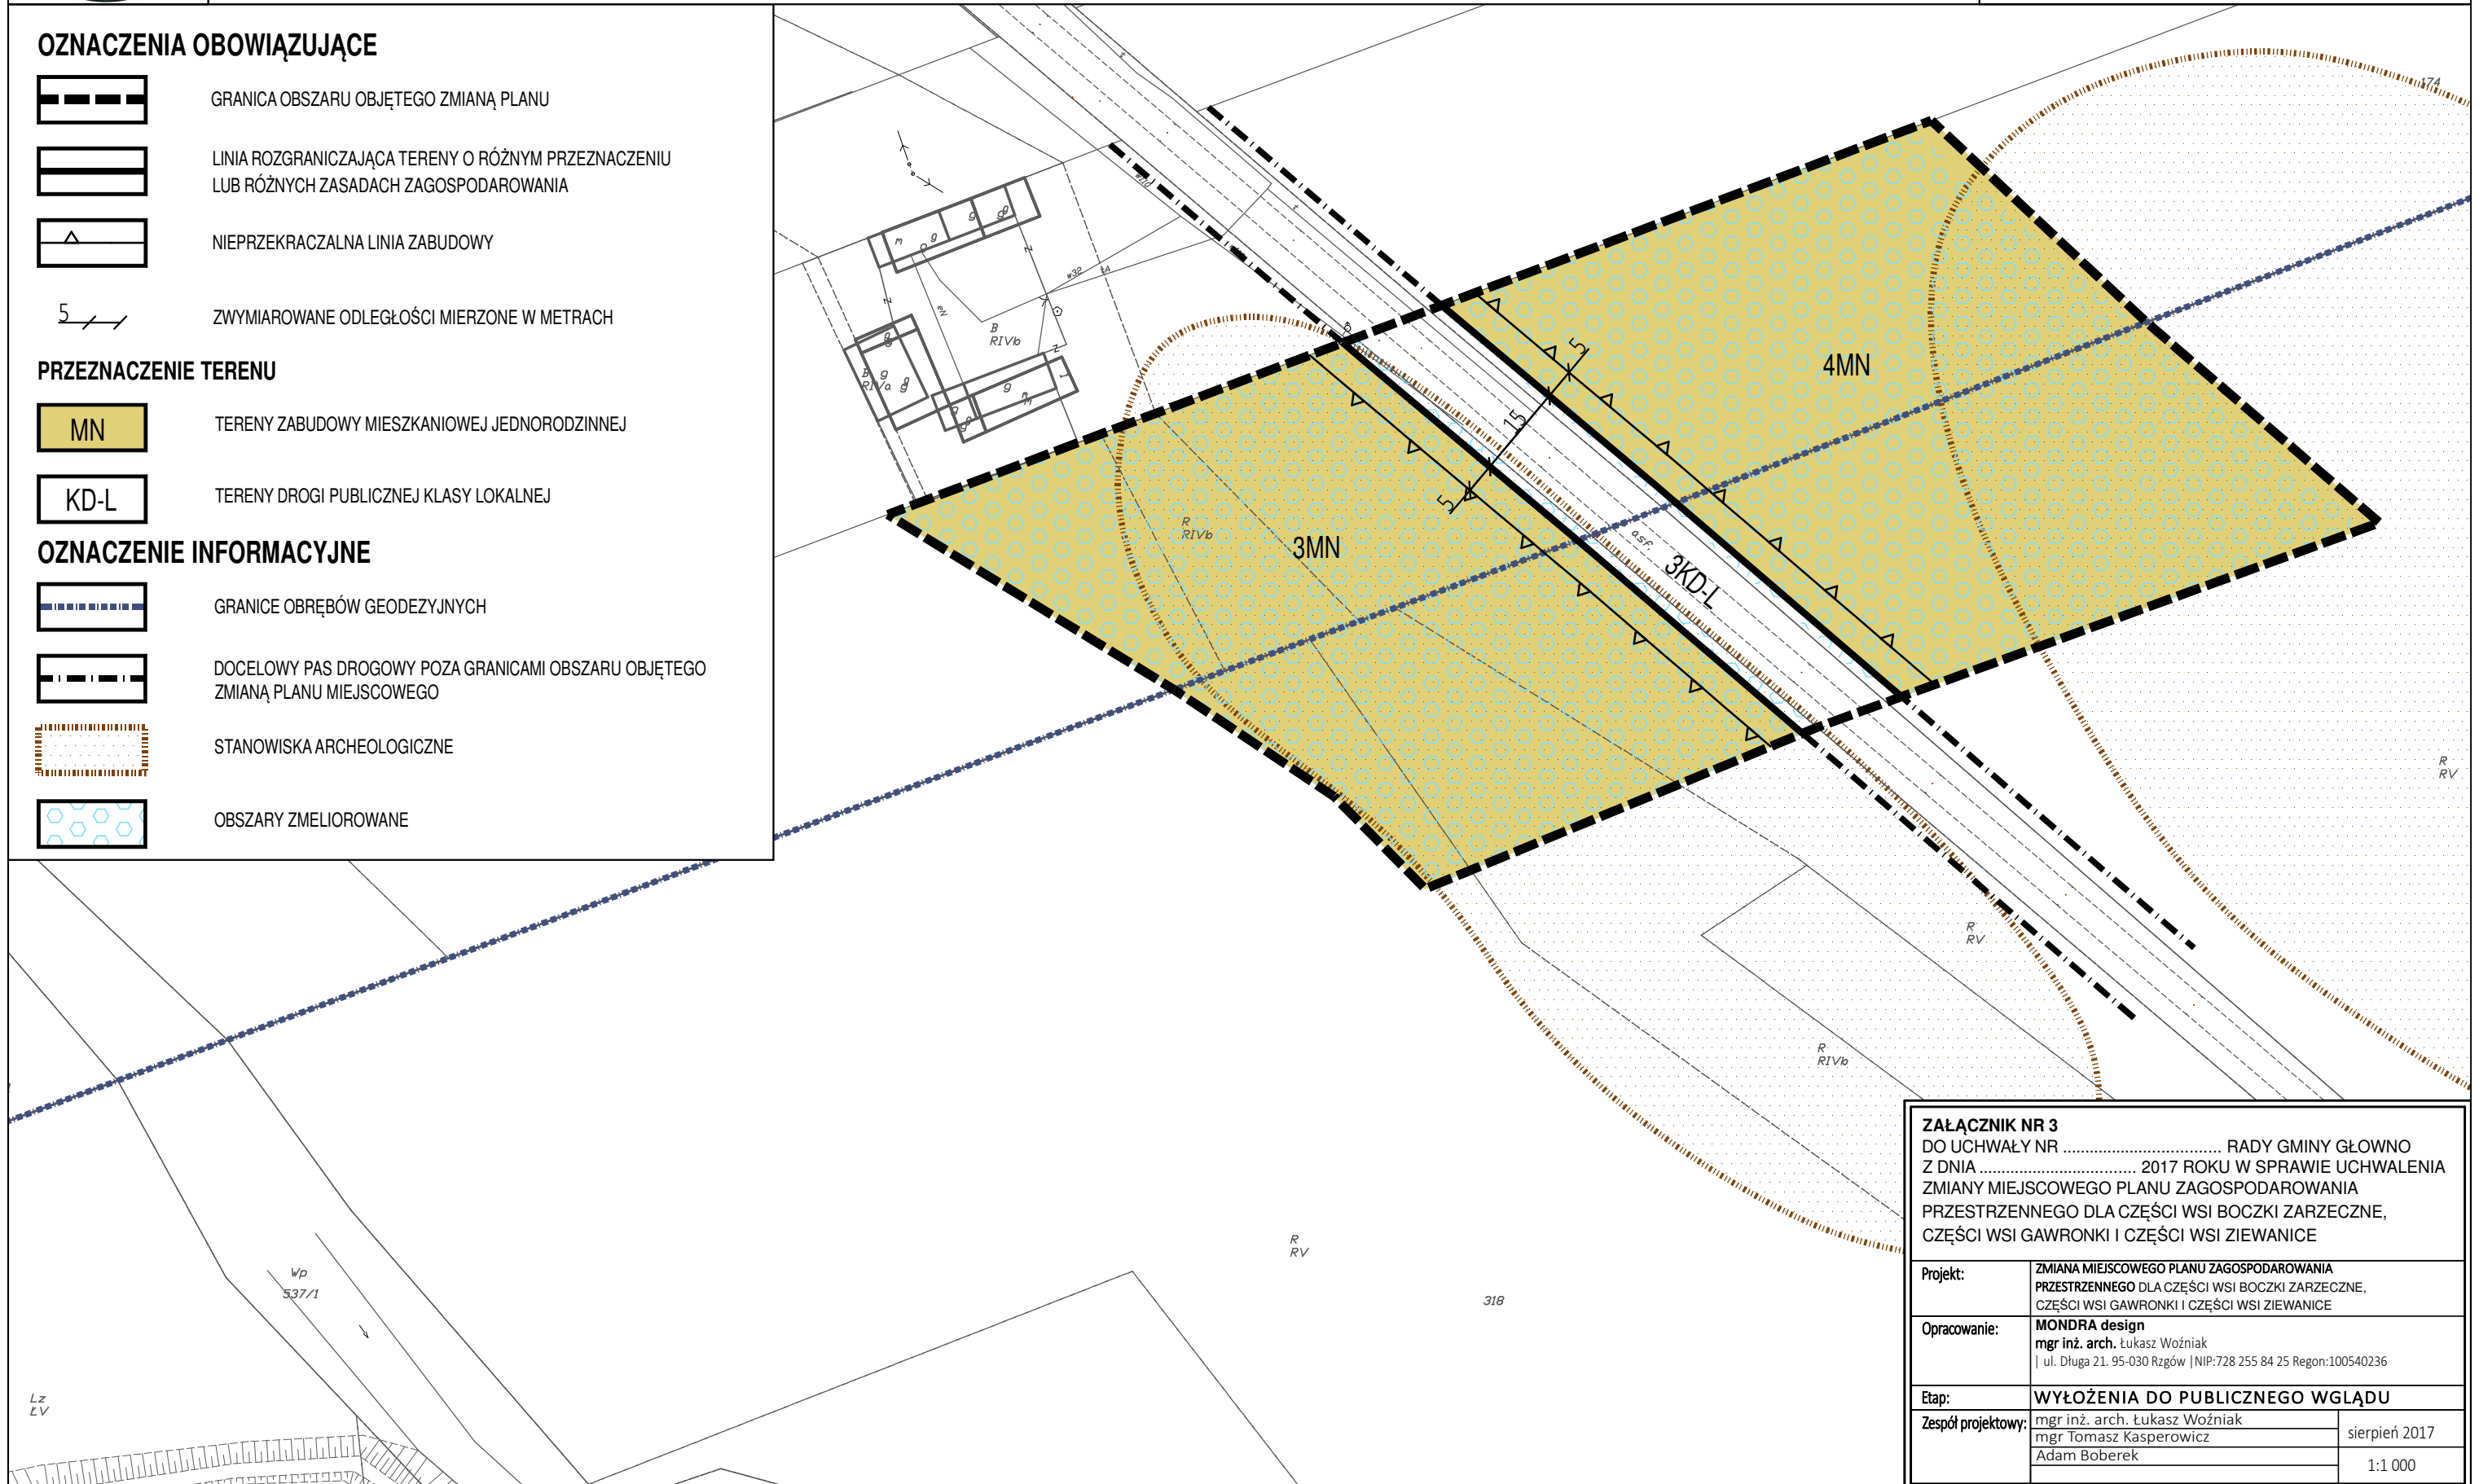 OZNACZENIA OBOWIĄZUJĄCE
GRANICA OBSZARU OBJĘTEGO ZMIANĄ PLANU
LINIA ROZGRANICZAJĄCA TERENY O RÓŻNYM PRZEZNACZENIU
LUB RÓŻNYCH ZASADACH ZAGOSPODAROWANIA
NIEPRZEKRACZALNA LINIA ZABUDOWY
5
ZWYMIAROWANE ODLEGŁOŚCI MIERZONE W METRACH
PRZEZNACZENIE TERENU
MN
TERENY ZABUDOWY MIESZKANIOWEJ JEDNORODZINNEJ
KD-L
TERENY DROGI PUBLICZNEJ KLASY LOKALNEJ
OZNACZENIE INFORMACYJNE
GRANICE OBRĘBÓW GEODEZYJNYCH
DOCELOWY PAS DROGOWY POZA GRANICAMI OBSZARU OBJĘTEGO
ZMIANĄ PLANU MIEJSCOWEGO
STANOWISKA ARCHEOLOGICZNE
OBSZARY ZMELIOROWANE
174
w32
B
RIVb
B
RIVa
g
g
g
g
m
g
4MN
5
15
5
R
RIVb
3MN
asf.
3KD-L
R
RV
R
RV
R
RIVb
R
RV
318
Wp
537/1
Lz
ŁV
ZAŁĄCZNIK NR 3
DO UCHWAŁY NR .................................. RADY GMINY GŁOWNO
Z DNIA .................................. 2017 ROKU W SPRAWIE UCHWALENIA
ZMIANY MIEJSCOWEGO PLANU ZAGOSPODAROWANIA
PRZESTRZENNEGO DLA CZĘŚCI WSI BOCZKI ZARZECZNE,
CZĘŚCI WSI GAWRONKI I CZĘŚCI WSI ZIEWANICE
Projekt:
ZMIANA MIEJSCOWEGO PLANU ZAGOSPODAROWANIA
PRZESTRZENNEGO DLA CZĘŚCI WSI BOCZKI ZARZECZNE,
CZĘŚCI WSI GAWRONKI I CZĘŚCI WSI ZIEWANICE
Opracowanie:
MONDRA design
mgr inż. arch. Łukasz Woźniak
| ul. Długa 21. 95-030 Rzgów |NIP:728 255 84 25 Regon:100540236
Etap:
WYŁOŻENIA DO PUBLICZNEGO WGLĄDU
Zespół projektowy:
mgr inż. arch. Łukasz Woźniak
mgr Tomasz Kasperowicz
Adam Boberek
sierpień 2017
1:1 000